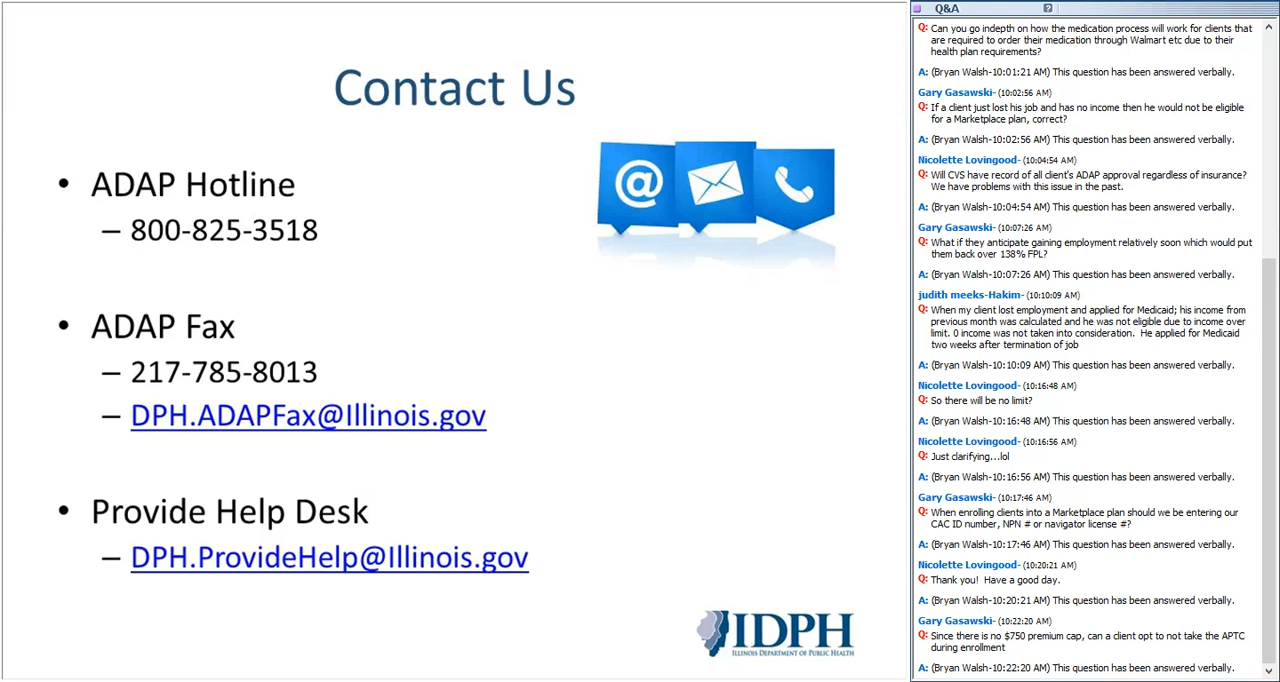 Contact Us
• ADAP Hotline
– 800-825-3518
• ADAP Fax
– 217-785-8013
– DPH.ADAPFax@Illinois.gov
• Provide Help Desk
– DPH.ProvideHelp@Illinois.gov
IDPH
ILLINOIS DEPARTMENT OF PUBLIC HEALTH
Q&A
Q: Can you go indepth on how the medication process will work for clients that
are required to order their medication through Walmart etc due to their
health plan requirements?
A: (Bryan Walsh-10:01:21 AM) This question has been answered verbally.
Gary Gasawski- (10:02:56 AM)
Q: If a client just lost his job and has no income then he would not be eligible
for a Marketplace plan, correct?
A: (Bryan Walsh-10:02:56 AM) This question has been answered verbally.
Nicolette Lovingood- (10:04:54 AM)
Q: Will CVS have record of all client's ADAP approval regardless of insurance?
We have problems with this issue in the past.
A: (Bryan Walsh-10:04:54 AM) This question has been answered verbally.
Gary Gasawski- (10:07:26 AM)
Q: What if they anticipate gaining employment relatively soon which would put
them back over 138% FPL?
A: (Bryan Walsh-10:07:26 AM) This question has been answered verbally.
judith meeks-Hakim- (10:10:09 AM)
Q: When my client lost employment and applied for Medicaid; his income from
previous month was calculated and he was not eligible due to income over
limit. 0 income was not taken into consideration. He applied for Medicaid
two weeks after termination of job
A: (Bryan Walsh-10:10:09 AM) This question has been answered verbally.
Nicolette Lovingood- (10:16:48 AM)
Q: So there will be no limit?
A: (Bryan Walsh-10:16:48 AM) This question has been answered verbally.
Nicolette Lovingood- (10:16:56 AM)
Q: Just clarifying...lol
A: (Bryan Walsh-10:16:56 AM) This question has been answered verbally.
Gary Gasawski- (10:17:46 AM)
Q: When enrolling clients into a Marketplace plan should we be entering our
CAC ID number, NPN # or navigator license #?
A: (Bryan Walsh-10:17:46 AM) This question has been answered verbally.
Nicolette Lovingood- (10:20:21 AM)
Q: Thank you! Have a good day.
A: (Bryan Walsh-10:20:21 AM) This question has been answered verbally.
Gary Gasawski- (10:22:20 AM)
Q: Since there is no $750 premium cap, can a client opt to not take the APTC
during enrollment
A: (Bryan Walsh-10:22:20 AM) This question has been answered verbally.